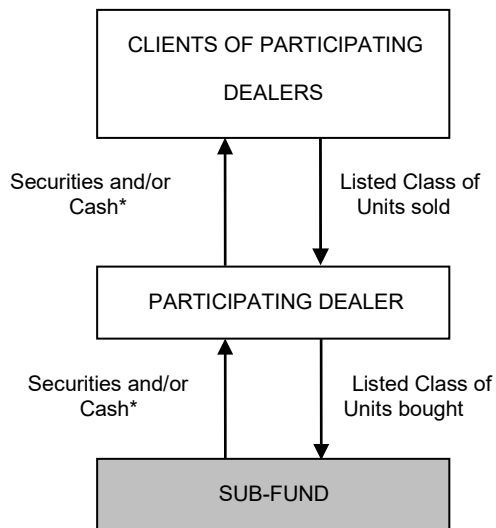 CLIENTS OF PARTICIPATING
DEALERS
Securities and/or
Cash*
Listed Class of
Units sold
PARTICIPATING DEALER
Securities and/or
Cash*
Listed Class of
Units bought
SUB-FUND